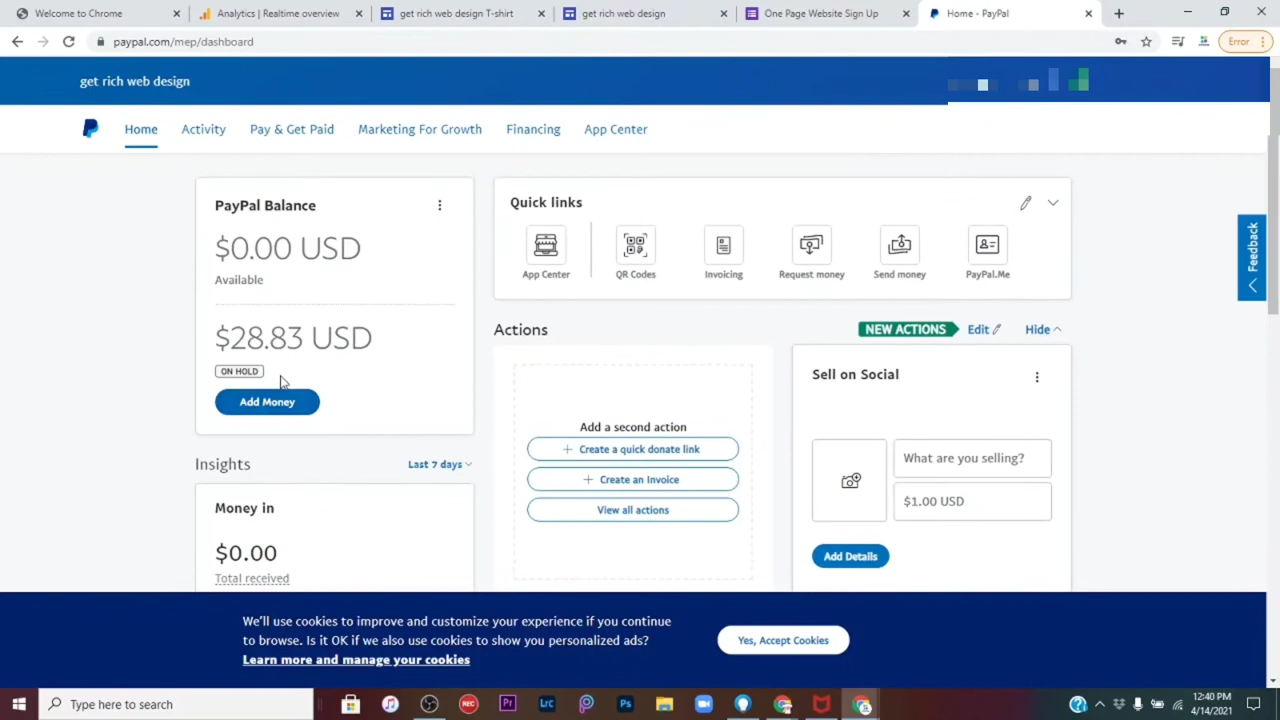 Welcome to Chrome
Analytics | Realtime overview
get rich web design T-shirt
get rich web design
One Page Website Sign Up
Home - PayPal
paypal.com/mep/dashboard
Error
get rich web design
Home
Activity
Pay & Get Paid
Marketing For Growth
Financing
App Center
PayPal Balance
$0.00 USD
Available
$28.83 USD
ON HOLD
Add Money
Insights
Last 7 days
Money in
$0.00
Total received
Quick links
App Center
QR Codes
Invoicing
Request money
Send money
PayPal.Me
Actions
NEW ACTIONS
Edit
Hide
Add a second action
Create a quick donate link
Create an Invoice
View all actions
Sell on Social
What are you selling?
$1.00 USD
Add Details
Feedback
We'll use cookies to improve and customize your experience if you continue
to browse. Is it OK if we also use cookies to show you personalized ads?
Learn more and manage your cookies
Yes, Accept Cookies
Type here to search
REC
Pr
Lrc
Ps
12:40 PM
4/14/2021